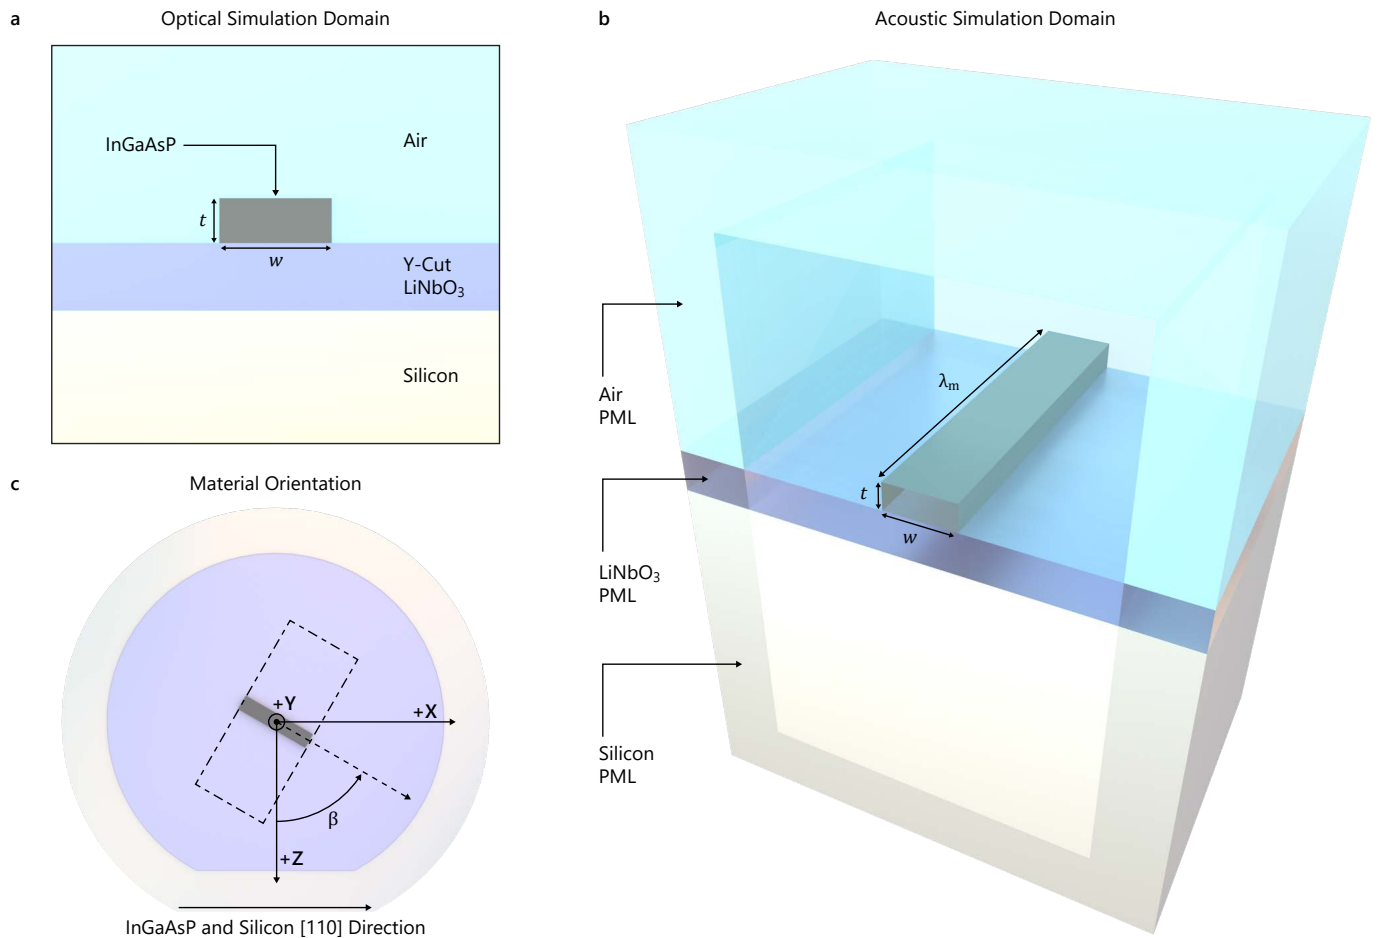 a
Optical Simulation Domain
InGaAsP
Air
t
w
Y-Cut
LiNbO₃
Silicon
b
Acoustic Simulation Domain
λₘ
t
w
Air
PML
LiNbO₃
PML
Silicon
PML
c
Material Orientation
+Y
+X
β
+Z
InGaAsP and Silicon [110] Direction